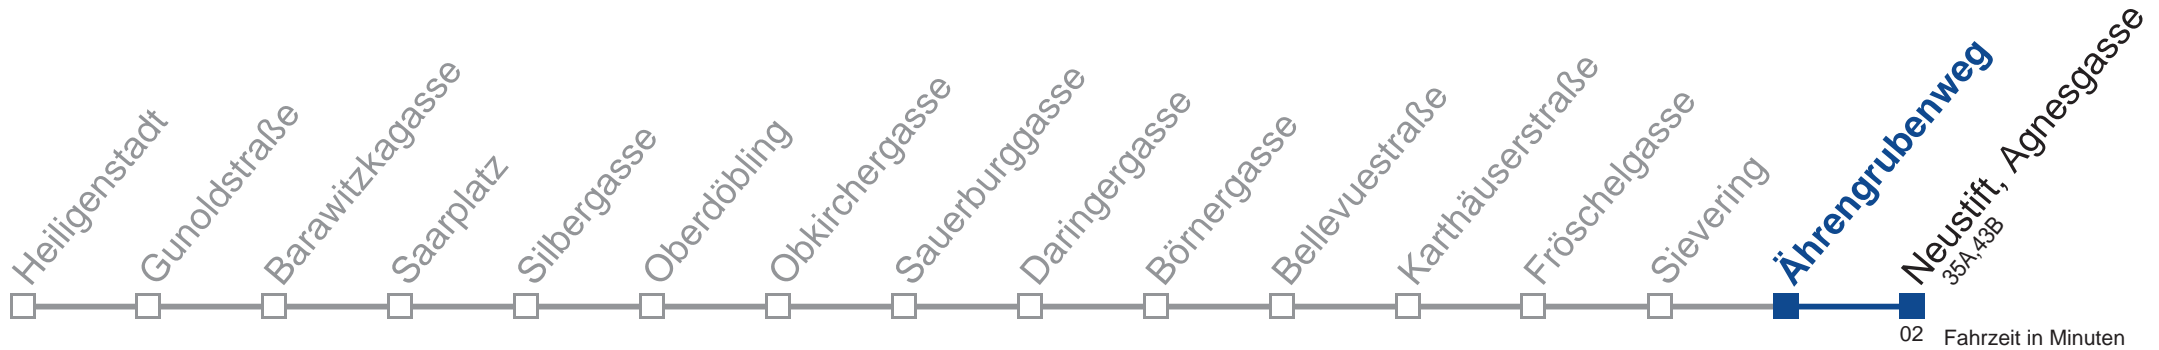 Heiligenstadt
Gunoldstraße
Barawitzkagasse
Saarplatz
Silbergasse
Oberdöbling
Obkirchergasse
Sauerburggasse
Daringergasse
Börnergasse
Bellevuestraße
Karthäuserstraße
Fröschelgasse
Sievering
Ährengrubenweg
Neustift, Agnesgasse
35A,43B
02 Fahrzeit in Minuten